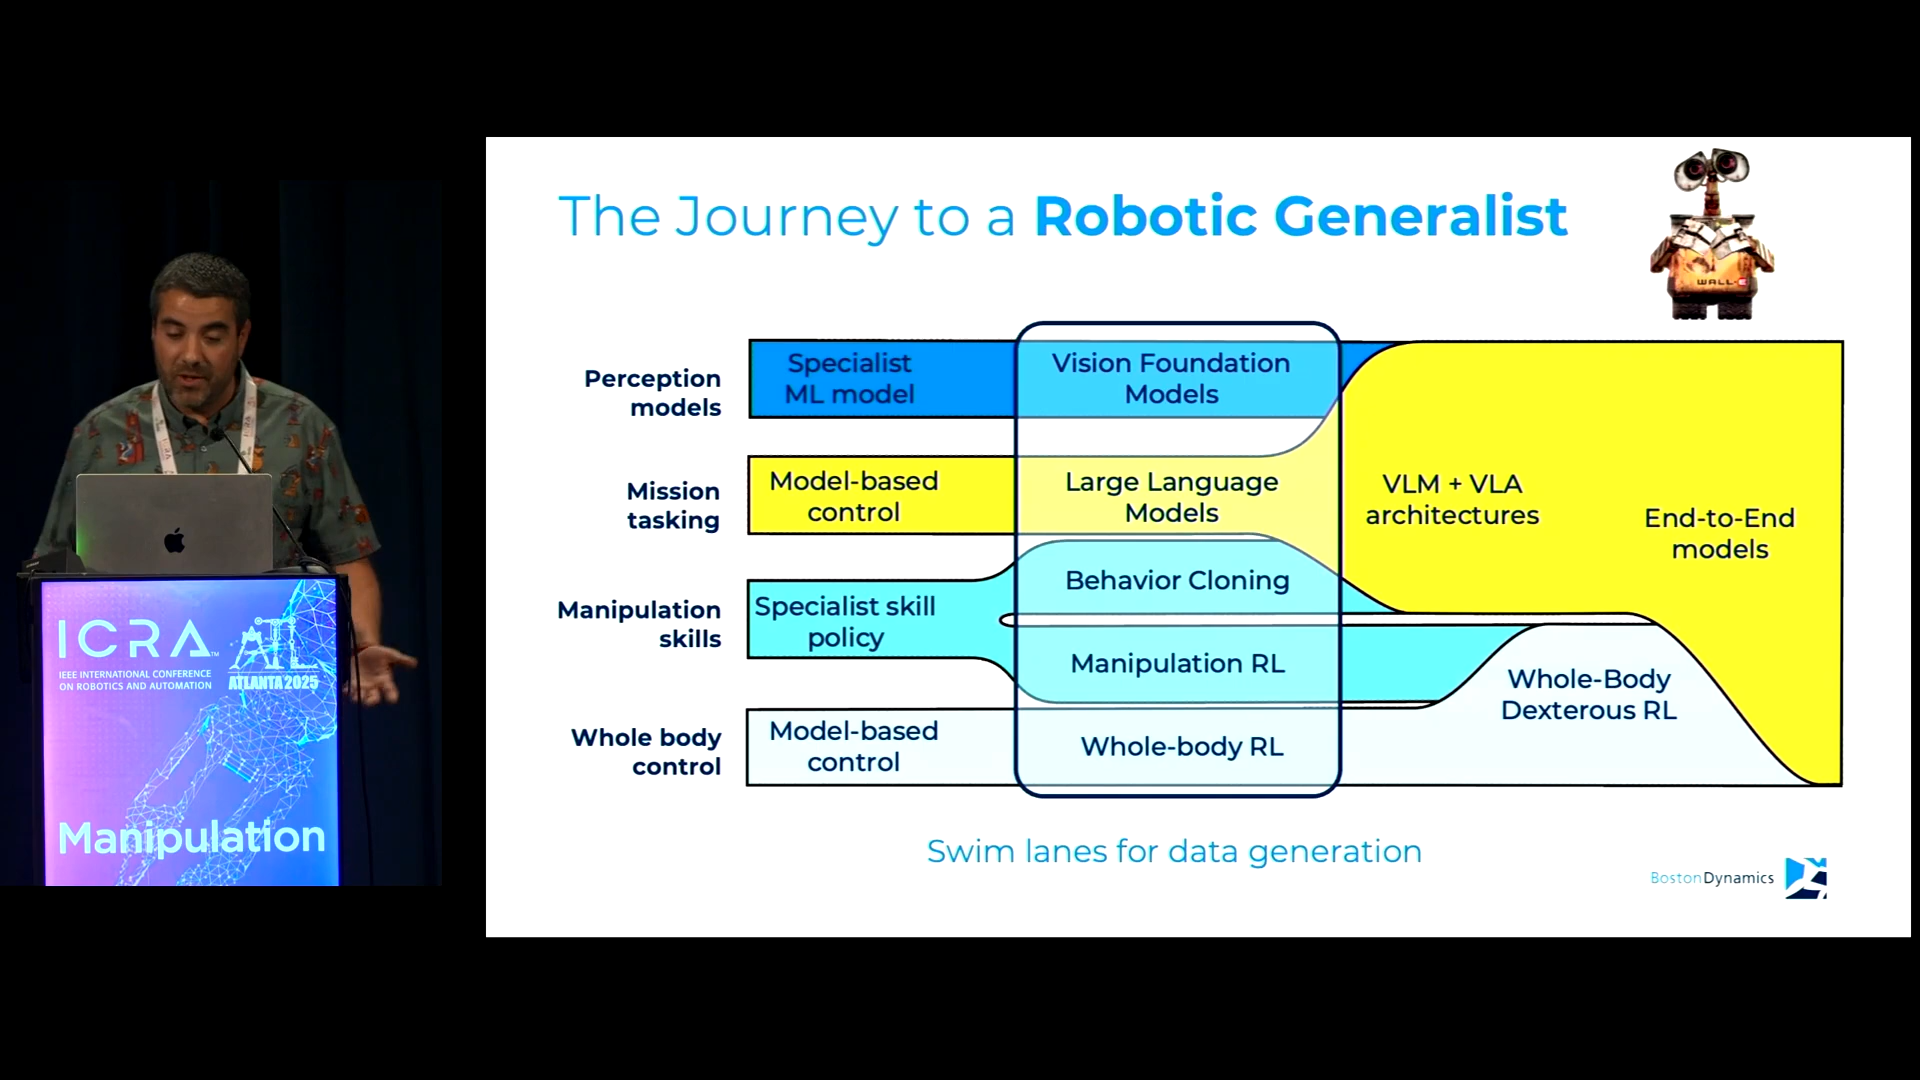 The Journey to a Robotic Generalist
WALL-E
Perception
models
Specialist
ML model
Vision Foundation
Models
Mission
tasking
Model-based
control
Large Language
Models
VLM + VLA
architectures
End-to-End
models
Manipulation
skills
Specialist skill
policy
Behavior Cloning
Manipulation RL
Whole-Body
Dexterous RL
Whole body
control
Model-based
control
Whole-body RL
Swim lanes for data generation
BostonDynamics
ICRA™
IEEE INTERNATIONAL CONFERENCE
ON ROBOTICS AND AUTOMATION
ATL
ATLANTA 2025
Manipulation